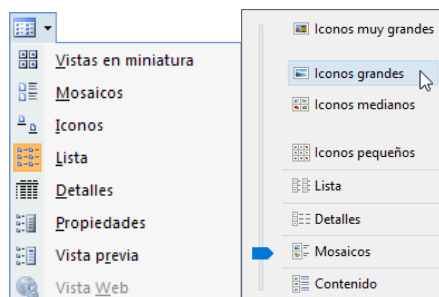 Vistas en miniatura
Mosaicos
Iconos
Lista
Detalles
Propiedades
Vista previa
Vista Web
Iconos muy grandes
Iconos grandes
Iconos medianos
Iconos pequeños
Lista
Detalles
Mosaicos
Contenido